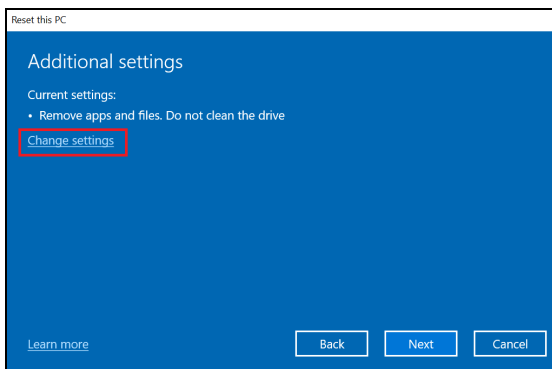 Reset this PC
Additional settings
Current settings:
• Remove apps and files. Do not clean the drive
Change settings
Learn more
Back
Next
Cancel